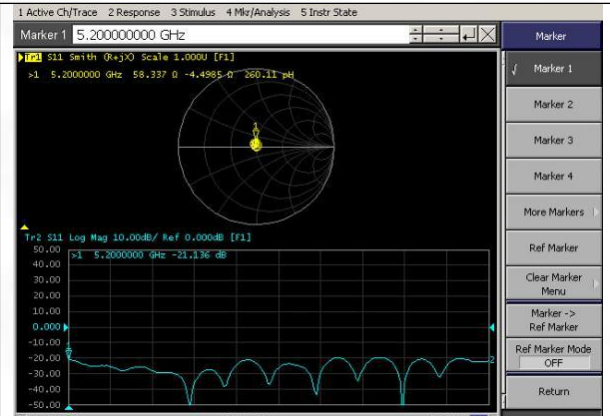 1 Active Ch/Trace 2 Response 3 Stimulus 4 Mkr/Analysis 5 Instr State
Marker 1 5.200000000 GHz
Marker
Tr1 S11 Smith (R+jX) Scale 1.000U [F1]
>1 5.2000000 GHz 58.337 Ω -4.4985 Ω 260.11 pH
1
√ Marker 1
Marker 2
Marker 3
Marker 4
More Markers
Ref Marker
Clear Marker
Menu
Marker ->
Ref Marker
Ref Marker Mode
OFF
Return
Tr2 S11 Log Mag 10.00dB/ Ref 0.000dB [F1]
>1 5.2000000 GHz -21.136 dB
50.00
40.00
30.00
20.00
10.00
0.000
-10.00
-20.00
-30.00
-40.00
-50.00
1
2